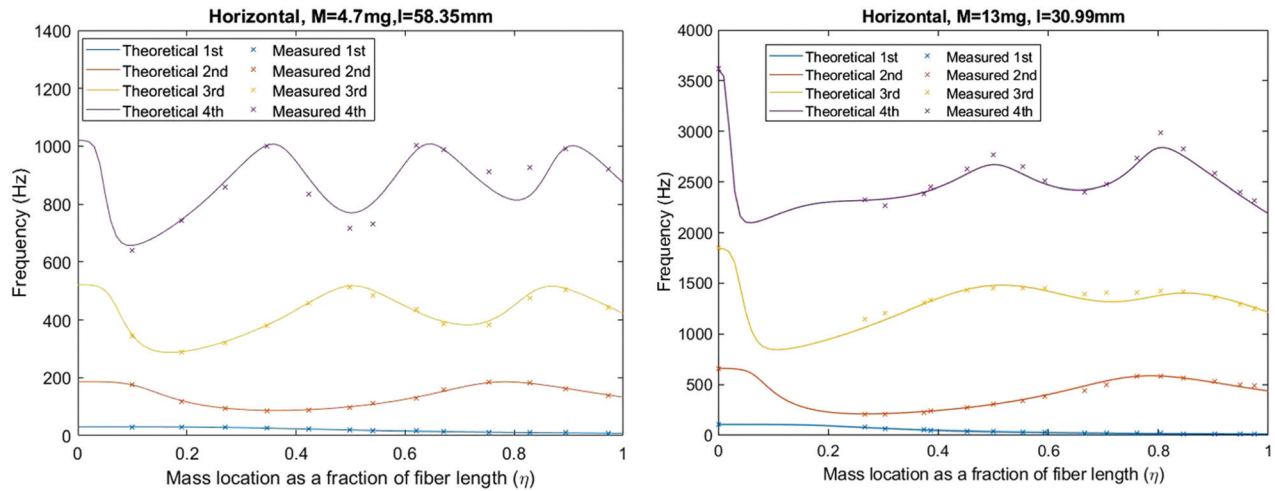 Horizontal, M=4.7mg,l=58.35mm
1400
1200
1000
800
600
400
200
0
Frequency (Hz)
Theoretical 1st
Theoretical 2nd
Theoretical 3rd
Theoretical 4th
Measured 1st
Measured 2nd
Measured 3rd
Measured 4th
0
0.2
0.4
0.6
0.8
1
Mass location as a fraction of fiber length (η)
Horizontal, M=13mg, l=30.99mm
4000
3500
3000
2500
2000
1500
1000
500
0
Frequency (Hz)
Theoretical 1st
Theoretical 2nd
Theoretical 3rd
Theoretical 4th
Measured 1st
Measured 2nd
Measured 3rd
Measured 4th
0
0.2
0.4
0.6
0.8
1
Mass location as a fraction of fiber length (η)